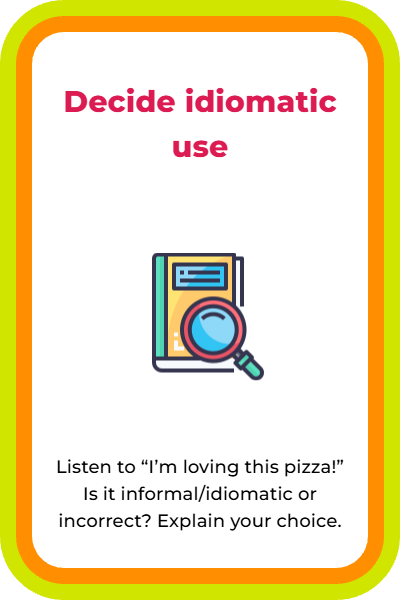 Decide idiomatic
use
Listen to “I’m loving this pizza!”
Is it informal/idiomatic or
incorrect? Explain your choice.